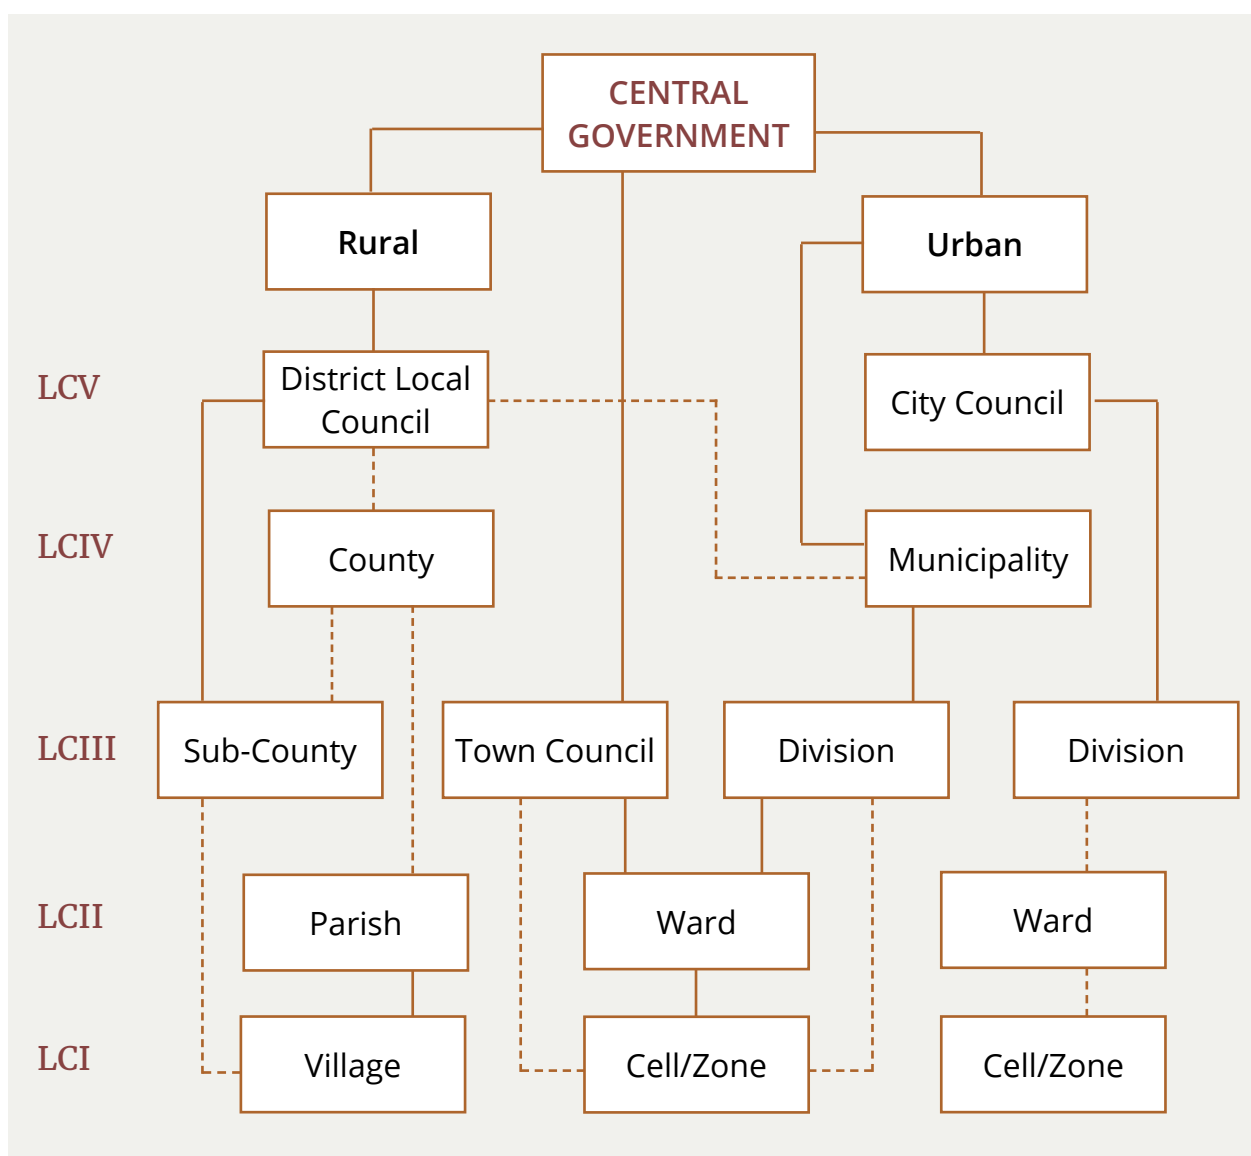 CENTRAL
GOVERNMENT
Rural
Urban
LCV
District Local
Council
City Council
LCIV
County
Municipality
LCIII
Sub-County
Town Council
Division
Division
LCII
Parish
Ward
Ward
LCI
Village
Cell/Zone
Cell/Zone